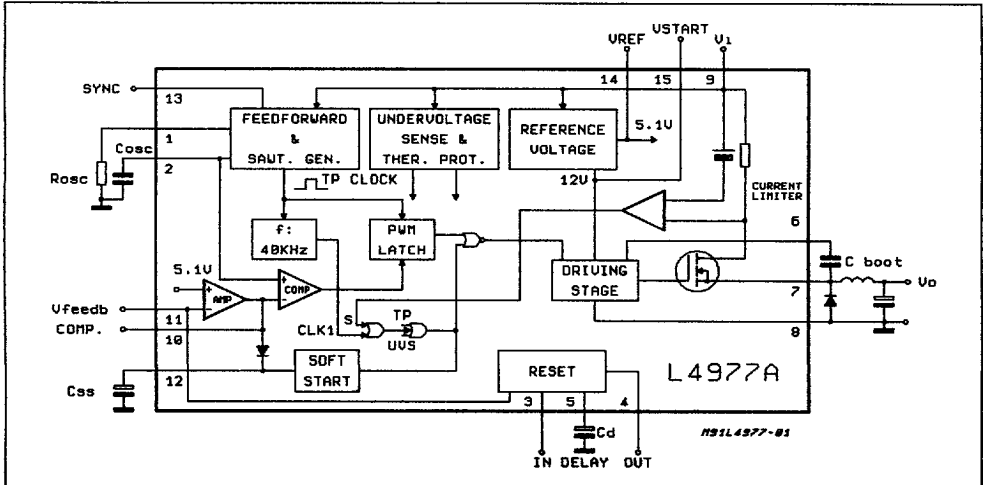 VREF
VSTART
Vi
14
15
9
SYNC
13
1
Cosc
2
Rosc
FEEDFORWARD
&
SAWT. GEN.
UNDERVOLTAGE
SENSE &
THER. PROT.
REFERENCE
VOLTAGE
5.1V
12V
TP CLOCK
CURRENT
LIMITER
6
f:
40KHz
PWM
LATCH
C boot
5.1V
+
-
AMP
+
-
COMP
DRIVING
STAGE
7
Vo
Vfeedb
11
COMP.
10
S
TP
CLK1
UVS
8
12
Css
SOFT
START
RESET
L4977A
3
5
4
Cd
M91L4977-01
IN DELAY OUT